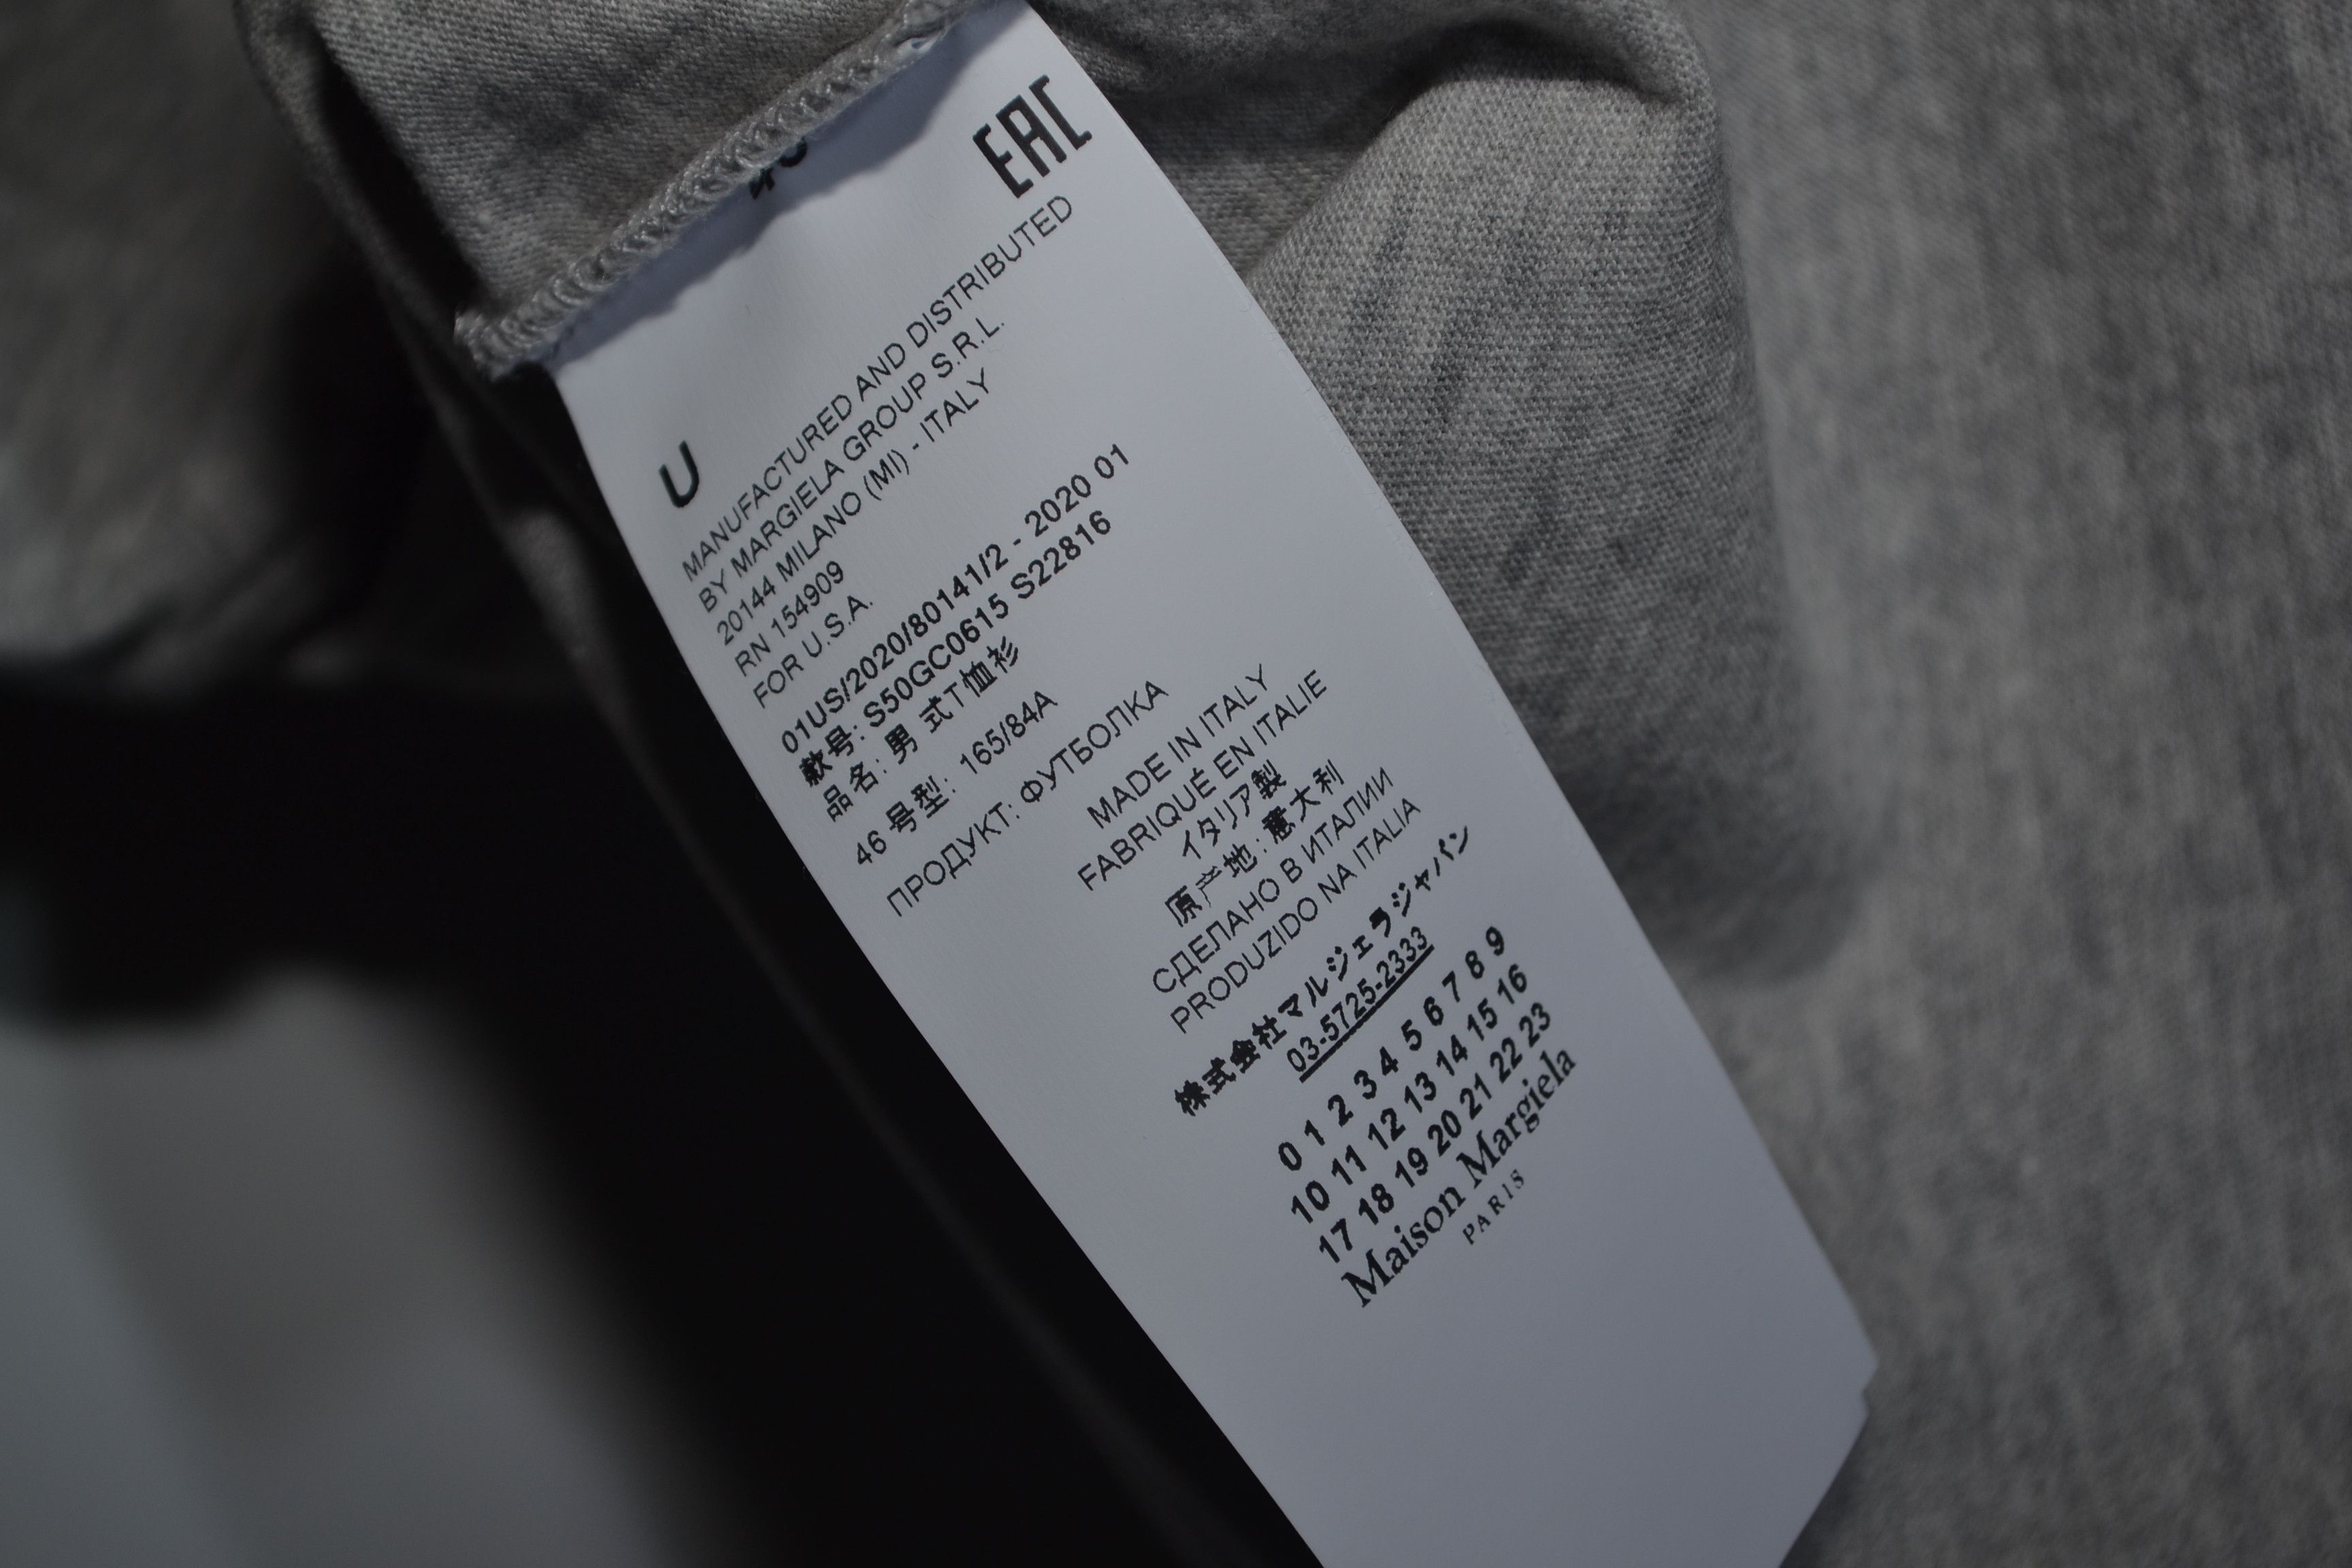 EAC
U
MANUFACTURED AND DISTRIBUTED
BY MARGIELA GROUP S.R.L.
20144 MILANO (MI) - ITALY
RN 154909
FOR U.S.A.
01US/2020/80141/2 - 2020 01
款号: S50GC0615 S22816
品名: 男 式T恤衫
46 号型: 165/84A
ПРОДУКТ: ФУТБОЛКА
MADE IN ITALY
FABRIQUÉ EN ITALIE
イタリア製
原产地: 意大利
СДЕЛАНО В ИТАЛИИ
PRODUZIDO NA ITALIA
株式会社マルジェラジャパン
03-5725-2333
0 1 2 3 4 5 6 7 8 9
10 11 12 13 14 15 16
17 18 19 20 21 22 23
Maison Margiela
PARIS